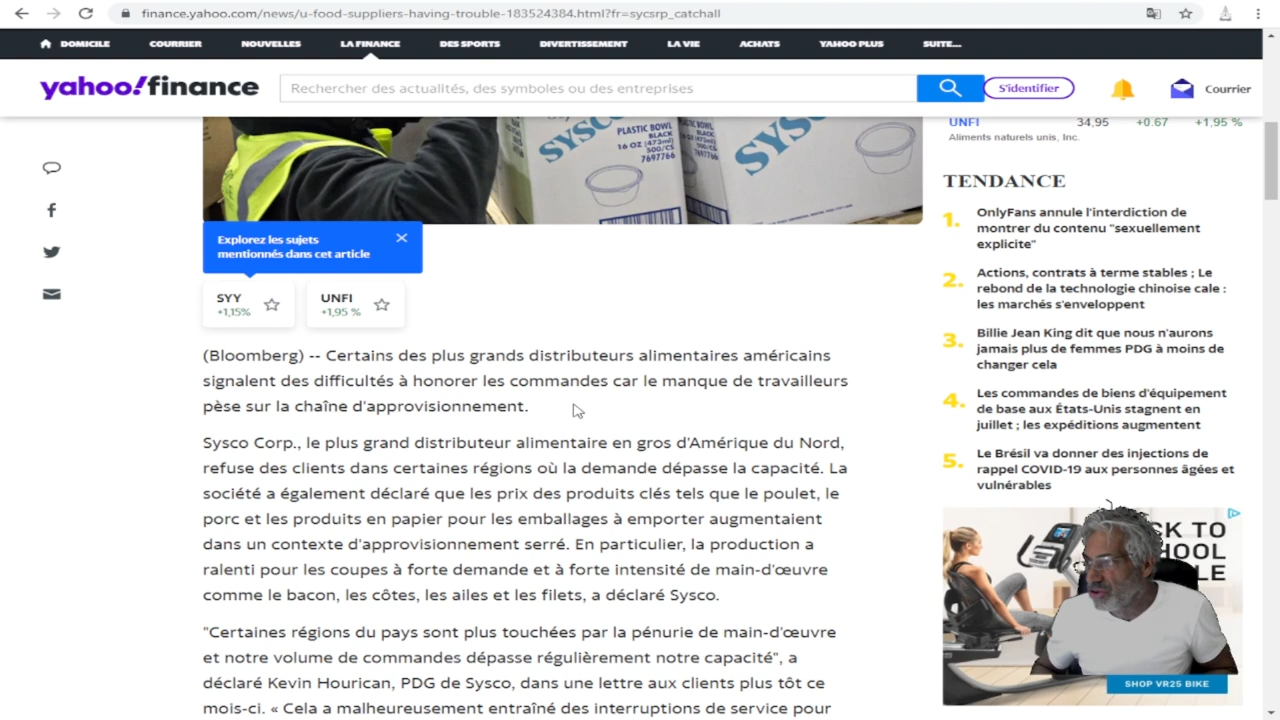 finance.yahoo.com/news/u-food-suppliers-having-trouble-183524384.html?fr=sycsrp_catchall
DOMICILE COURRIER NOUVELLES LA FINANCE DES SPORTS DIVERTISSEMENT LA VIE ACHATS YAHOO PLUS SUITE...
yahoo!finance
Rechercher des actualités, des symboles ou des entreprises
S'identifier
Courrier
SYSCO
PLASTIC BOWL
BLACK
16 OZ (473ml)
500/CS
7697766
SYSCO
UNFI 34,95 +0.67 +1,95 %
Aliments naturels unis, Inc.
Explorez les sujets
mentionnés dans cet article
SYY
+1,15%
UNFI
+1,95 %
(Bloomberg) -- Certains des plus grands distributeurs alimentaires américains
signalent des difficultés à honorer les commandes car le manque de travailleurs
pèse sur la chaîne d'approvisionnement.
Sysco Corp., le plus grand distributeur alimentaire en gros d'Amérique du Nord,
refuse des clients dans certaines régions où la demande dépasse la capacité. La
société a également déclaré que les prix des produits clés tels que le poulet, le
porc et les produits en papier pour les emballages à emporter augmentaient
dans un contexte d'approvisionnement serré. En particulier, la production a
ralenti pour les coupes à forte demande et à forte intensité de main-d'œuvre
comme le bacon, les côtes, les ailes et les filets, a déclaré Sysco.
"Certaines régions du pays sont plus touchées par la pénurie de main-d'œuvre
et notre volume de commandes dépasse régulièrement notre capacité", a
déclaré Kevin Hourican, PDG de Sysco, dans une lettre aux clients plus tôt ce
mois-ci. « Cela a malheureusement entraîné des interruptions de service pour
TENDANCE
1. OnlyFans annule l'interdiction de
montrer du contenu "sexuellement
explicite"
2. Actions, contrats à terme stables ; Le
rebond de la technologie chinoise cale :
les marchés s'enveloppent
3. Billie Jean King dit que nous n'aurons
jamais plus de femmes PDG à moins de
changer cela
4. Les commandes de biens d'équipement
de base aux États-Unis stagnent en
juillet ; les expéditions augmentent
5. Le Brésil va donner des injections de
rappel COVID-19 aux personnes âgées et
vulnérables
TO
SHOP VR25 BIKE